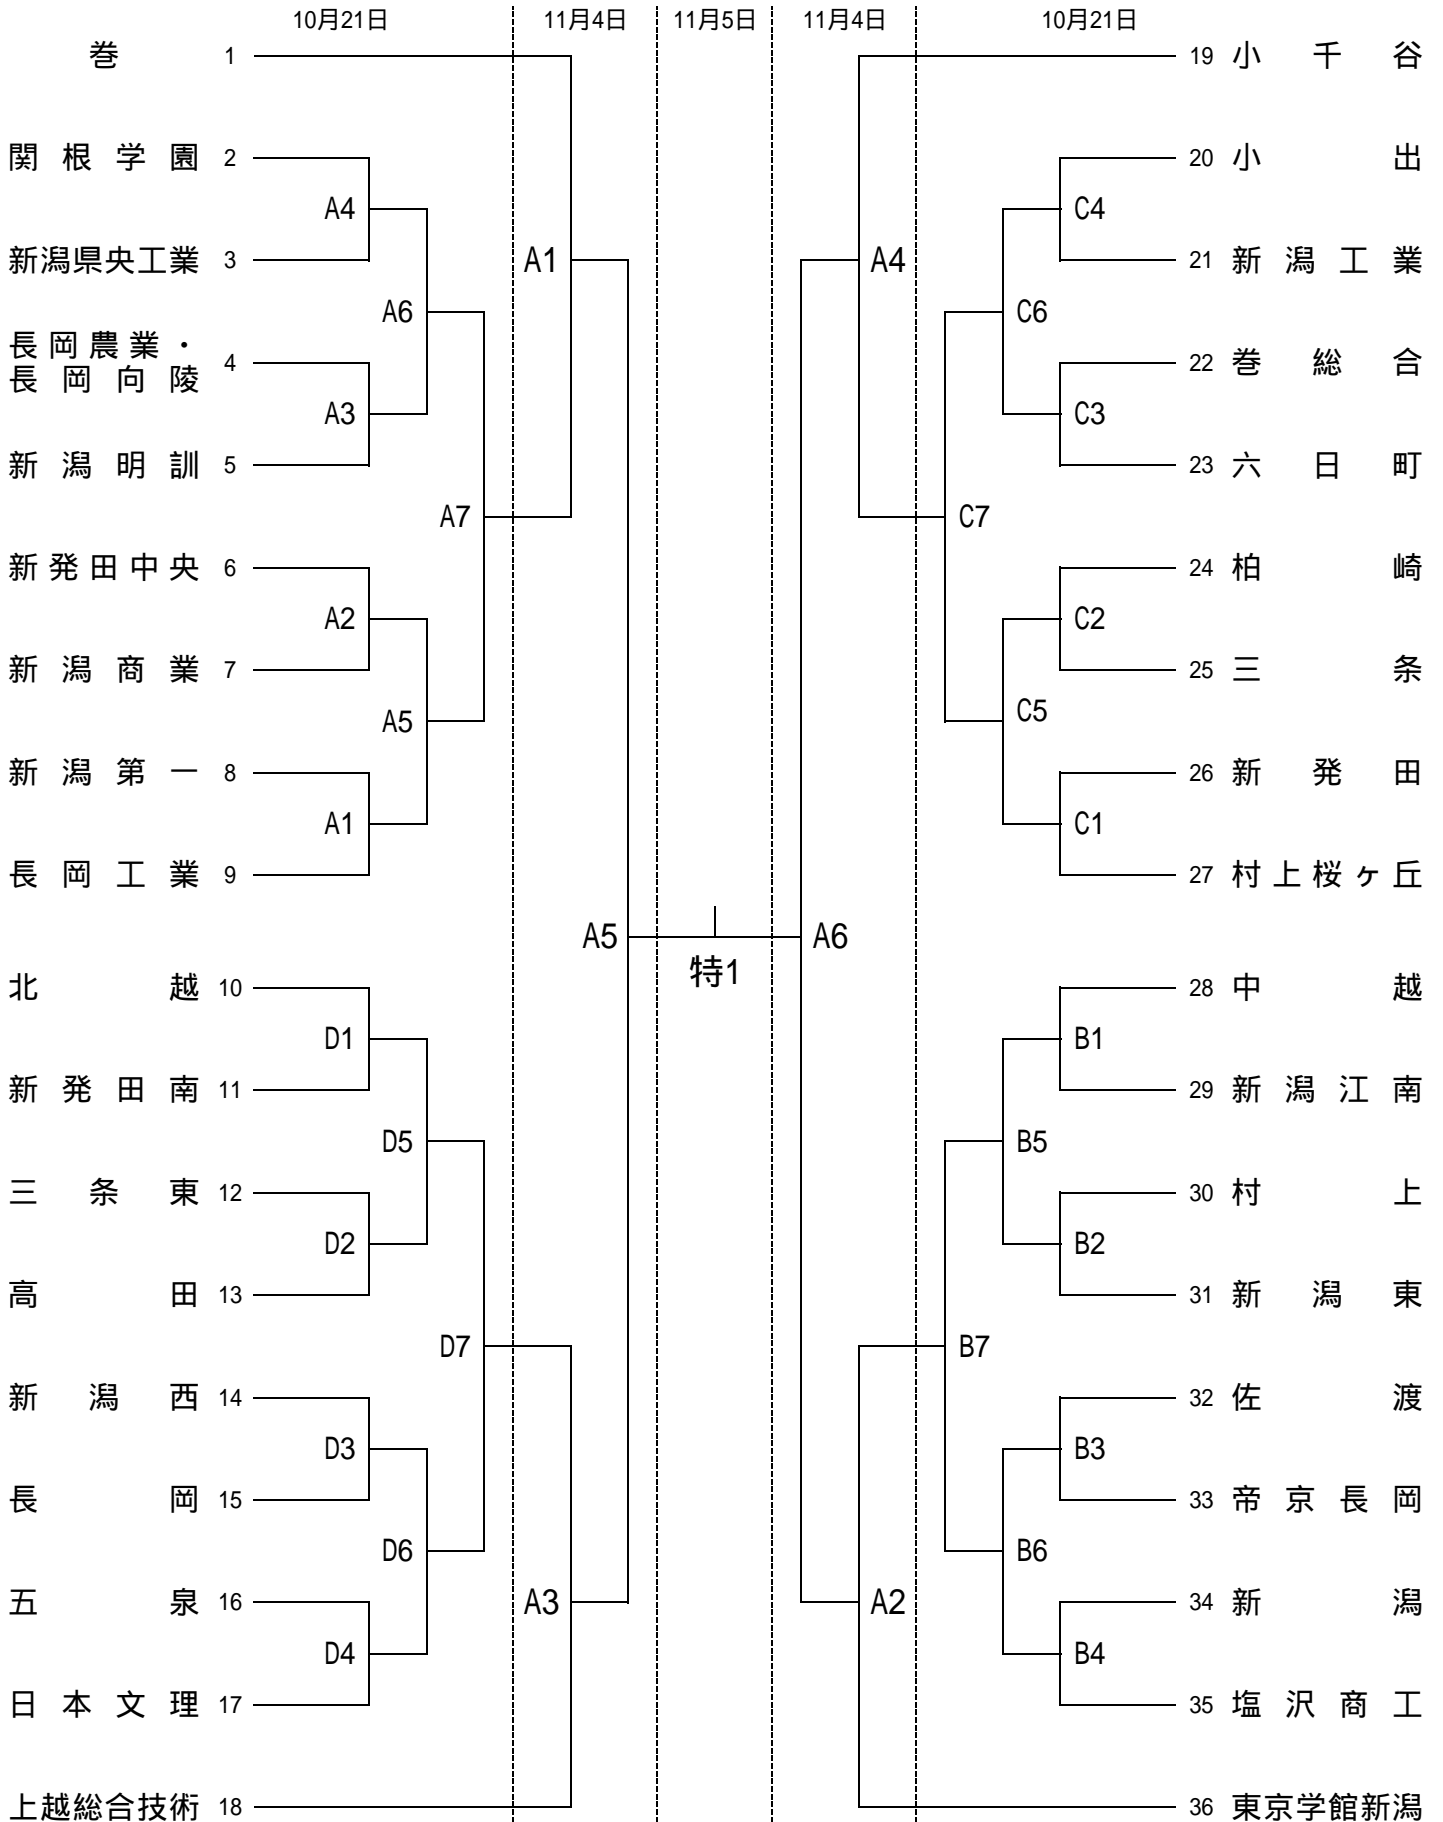 10月21日 11月4日 11月5日 11月4日 10月21日
巻 1
関根学園 2
A4
新潟県央工業 3
A6
長岡農業・
長岡向陵 4
A3
新潟明訓 5
A1
A7
新発田中央 6
A2
新潟商業 7
A5
新潟第一 8
A1
長岡工業 9
A5
北越 10
D1
新発田南 11
D5
三条東 12
D2
高田 13
D7
新潟西 14
D3
長岡 15
D6
五泉 16
A3
D4
日本文理 17
上越総合技術 18
特1
19 小千谷
20 小出
C4
21 新潟工業
A4
C6
22 巻総合
C3
23 六日町
C7
24 柏崎
C2
25 三条
C5
26 新発田
C1
27 村上桜ヶ丘
A6
28 中越
B1
29 新潟江南
B5
30 村上
B2
31 新潟東
B7
32 佐渡
B3
33 帝京長岡
B6
34 新潟
A2
B4
35 塩沢商工
36 東京学館新潟